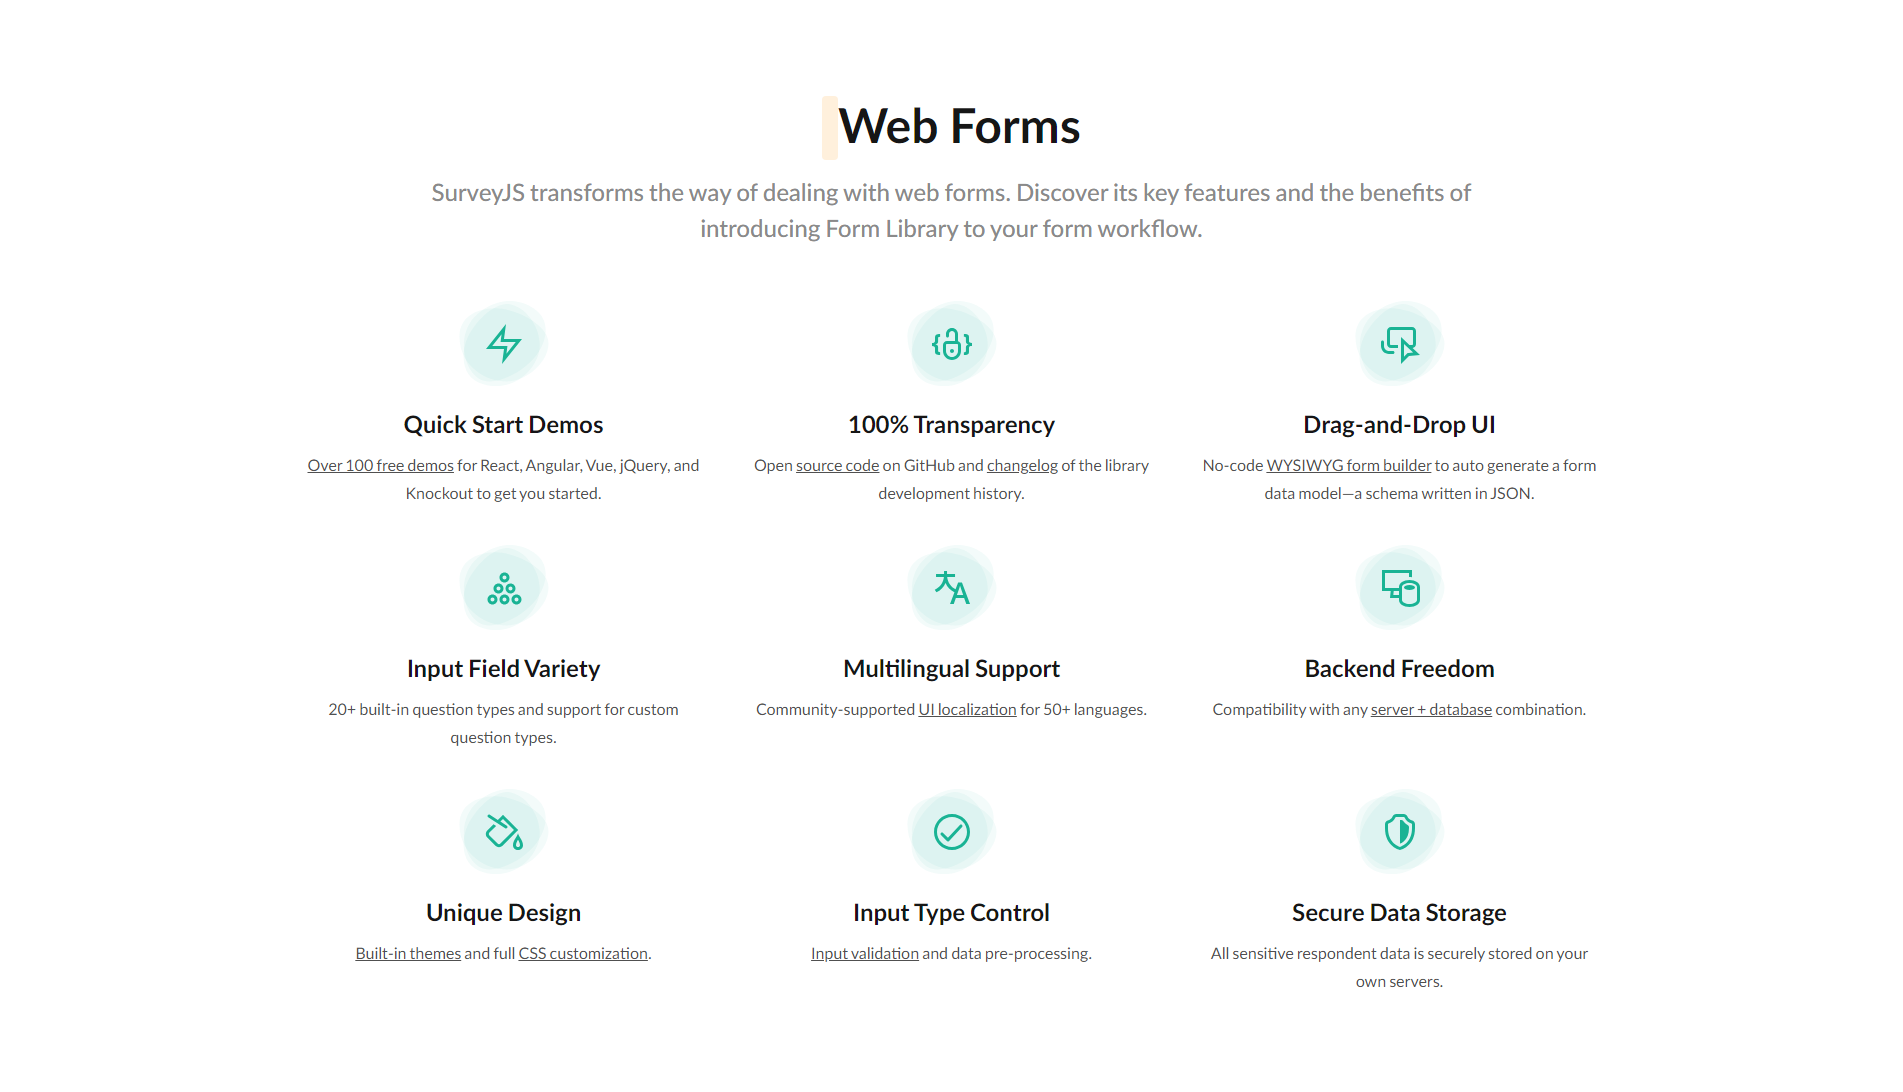 Web Forms
SurveyJS transforms the way of dealing with web forms. Discover its key features and the benefits of
introducing Form Library to your form workflow.
Quick Start Demos
Over 100 free demos for React, Angular, Vue, jQuery, and
Knockout to get you started.
100% Transparency
Open source code on GitHub and changelog of the library
development history.
Drag-and-Drop UI
No-code WYSIWYG form builder to auto generate a form
data model—a schema written in JSON.
Input Field Variety
20+ built-in question types and support for custom
question types.
Multilingual Support
Community-supported UI localization for 50+ languages.
Backend Freedom
Compatibility with any server + database combination.
Unique Design
Built-in themes and full CSS customization.
Input Type Control
Input validation and data pre-processing.
Secure Data Storage
All sensitive respondent data is securely stored on your
own servers.